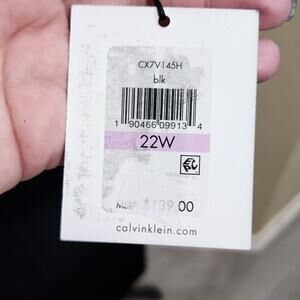 CX7V145H
blk
1 90466 09913 4
22W
MSRP $139.00
calvinklein.com